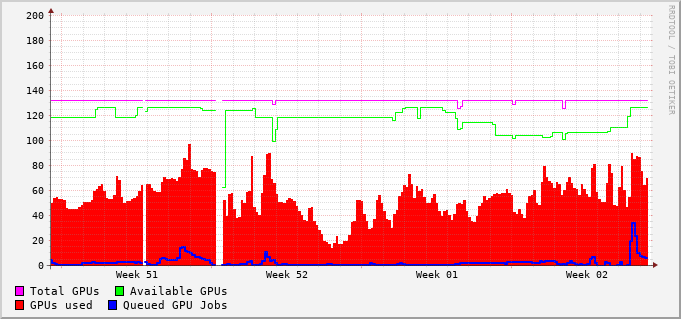 200
180
160
140
120
100
80
60
40
20
0
Week 51 Week 52 Week 01 Week 02
Total GPUs Available GPUs
GPUs used Queued GPU Jobs
RRDTOOL / TOBI OETIKER